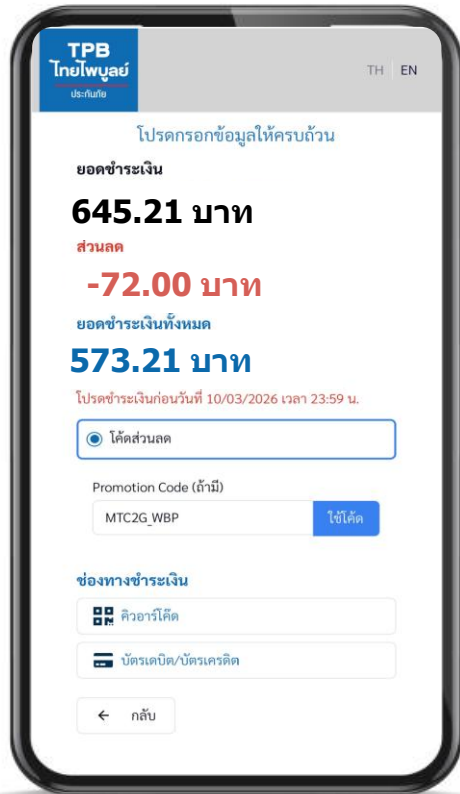 TPB
ไทยไพบูลย์
ประกันภัย
TH EN
โปรดกรอกข้อมูลให้ครบถ้วน
ยอดชำระเงิน
645.21 บาท
ส่วนลด
-72.00 บาท
ยอดชำระเงินทั้งหมด
573.21 บาท
โปรดชำระเงินก่อนวันที่ 10/03/2026 เวลา 23:59 น.
โค้ดส่วนลด
Promotion Code (ถ้ามี)
MTC2G_WBP ใช้โค้ด
ช่องทางชำระเงิน
คิวอาร์โค๊ด
บัตรเดบิต/บัตรเครดิต
← กลับ